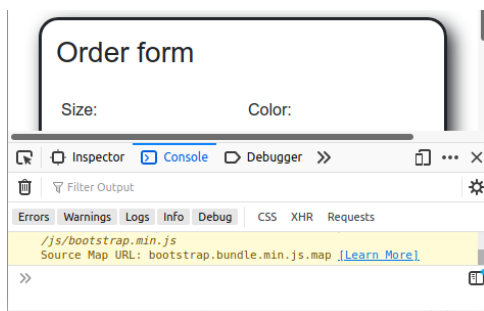 Order form
Size: Color:
Inspector Console Debugger
Filter Output
Errors Warnings Logs Info Debug CSS XHR Requests
/js/bootstrap.min.js
Source Map URL: bootstrap.bundle.min.js.map [Learn More]